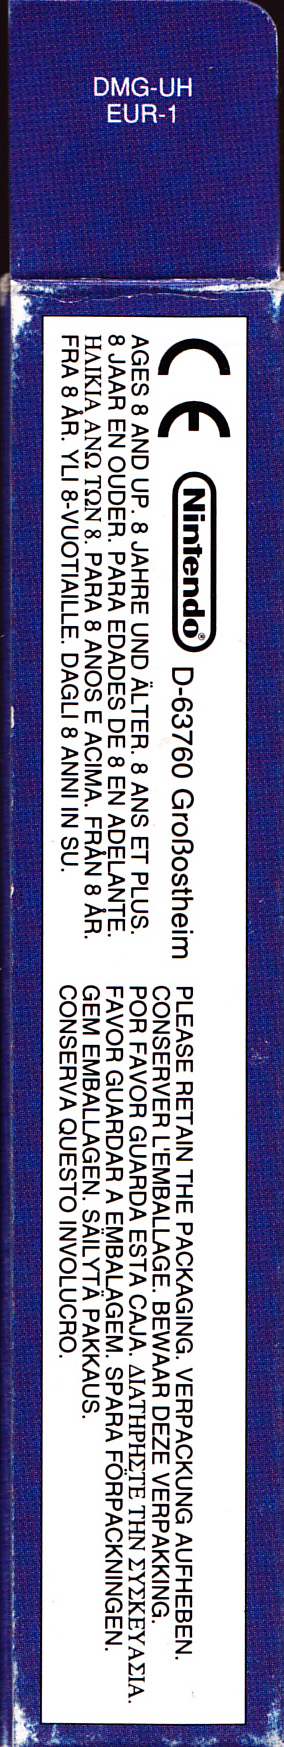 DMG-UH
EUR-1
CE
Nintendo® D-63760 Großostheim
AGES 8 AND UP. 8 JAHRE UND ÄLTER. 8 ANS ET PLUS.
8 JAAR EN OUDER. PARA EDADES DE 8 EN ADELANTE.
ΗΛΙΚΙΑ ΑΝΩ ΤΩΝ 8. PARA 8 ANOS E ACIMA. FRÅN 8 ÅR.
FRA 8 ÅR. YLI 8-VUOTIAILLE. DAGLI 8 ANNI IN SU.
PLEASE RETAIN THE PACKAGING. VERPACKUNG AUFHEBEN.
CONSERVER L'EMBALLAGE. BEWAAR DEZE VERPAKKING.
POR FAVOR GUARDA ESTA CAJA. ΔΙΑΤΗΡΗΣΤΕ ΤΗΝ ΣΥΣΚΕΥΑΣΙΑ.
FAVOR GUARDAR A EMBALAGEM. SPARA FÖRPACKNINGEN.
GEM EMBALLAGEN. SÄILYTÄ PAKKAUS.
CONSERVA QUESTO INVOLUCRO.